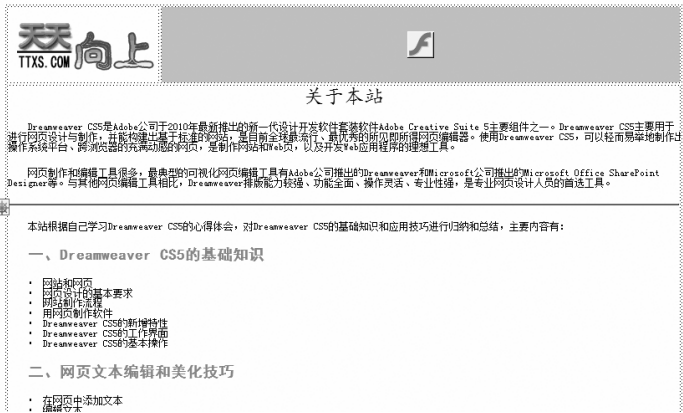 天天向上
TTXS.COM
关于本站
Dreamweaver CS5是Adobe公司于2010年最新推出的新一代设计开发软件套装软件Adobe Creative Suite 5主要组件之一。Dreamweaver CS5主要用于
进行网页设计与制作，并能构建出基于标准的网站，是目前全球最流行、最优秀的所见即所得网页编辑器。使用Dreamweaver CS5，可以轻而易举地制作出
操作系统平台、跨浏览器的充满动感的网页，是制作网站和Web页，以及开发Web应用程序的理想工具。
网页制作和编辑工具很多，最典型的可视化网页编辑工具有Adobe公司推出的Dreamweaver和Microsoft公司推出的Microsoft Office SharePoint
Designer等。与其他网页编辑工具相比，Dreamweaver排版能力较强、功能全面、操作灵活、专业性强，是专业网页设计人员的首选工具。
本站根据自己学习Dreamweaver CS5的心得体会，对Dreamweaver CS5的基础知识和应用技巧进行归纳和总结，主要内容有：
一、Dreamweaver CS5的基础知识
· 网站和网页
· 网页设计的基本要求
· 网站制作流程
· 用网页制作软件
· Dreamweaver CS5的新增特性
· Dreamweaver CS5的工作界面
· Dreamweaver CS5的基本操作
二、网页文本编辑和美化技巧
· 在网页中添加文本
· 编辑文本